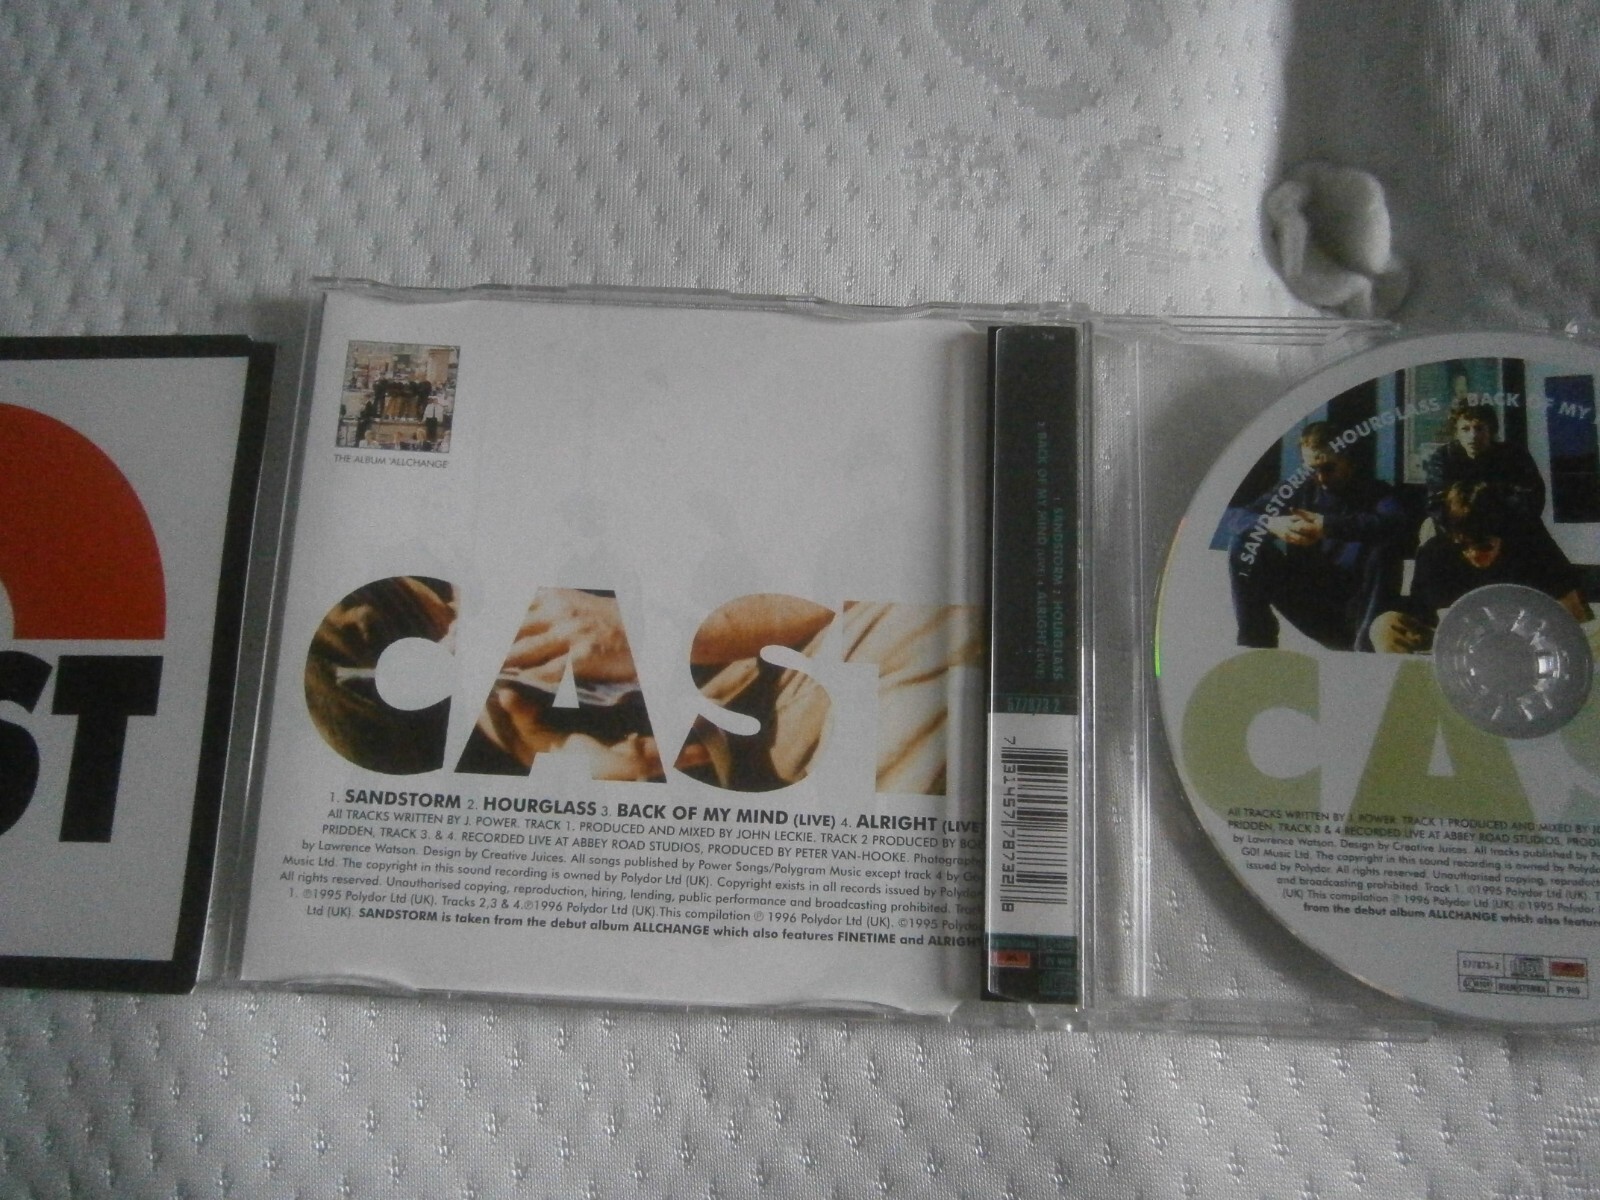 ST
THE ALBUM 'ALLCHANGE'
CAST
1. SANDSTORM 2. HOURGLASS 3. BACK OF MY MIND (LIVE) 4. ALRIGHT (LIVE
All TRACKS WRITTEN BY J. POWER. TRACK 1. PRODUCED AND MIXED BY JOHN LECKIE. TRACK 2 PRODUCED BY
PRIDDEN, TRACK 3. & 4. RECORDED LIVE AT ABBEY ROAD STUDIOS, PRODUCED BY PETER VAN-HOOKE.
by Lawrence Watson. Design by Creative Juices. All songs published by Power Songs/Polygram Music except track 4 by
Music Ltd. The copyright in this sound recording is owned by Polydor Ltd (UK). Copyright exists in all records issued by
All rights reserved. Unauthorised copying, reproduction, hiring, lending, public performance and broadcasting prohibited.
1. ℗1995 Polydor Ltd (UK). Tracks 2,3 & 4.℗1996 Polydor Ltd (UK).This compilation ℗ 1996 Polydor Ltd (UK). ©1995
Ltd (UK). SANDSTORM is taken from the debut album ALLCHANGE which also features FINETIME and
1. SANDSTORM 2 HOURGLASS
3 BACK OF MY MIND (LIVE) 4 ALRIGHT (LIVE)
577873 2
7 31457 78732 8
1. SANDSTORM HOURGLASS BACK OF MY
CAS
All TRACKS WRITTEN BY J. POWER. TRACK 1 PRODUCED AND MIXED BY
PRIDDEN, TRACK 3 & 4 RECORDED LIVE AT ABBEY ROAD STUDIOS,
by Lawrence Watson. Design by Creative Juices. All tracks published by
GO! Music Ltd. The copyright in this sound recording is owned by
issued by Polydor. All rights reserved. Unauthorised copying,
and broadcasting prohibited. Track 1. ℗1995 Polydor Ltd (UK).
(UK) This compilation ℗ 1996 Polydor Ltd (UK) ©1995 Polydor
from the debut album ALLCHANGE which also
577873-2
PY 940